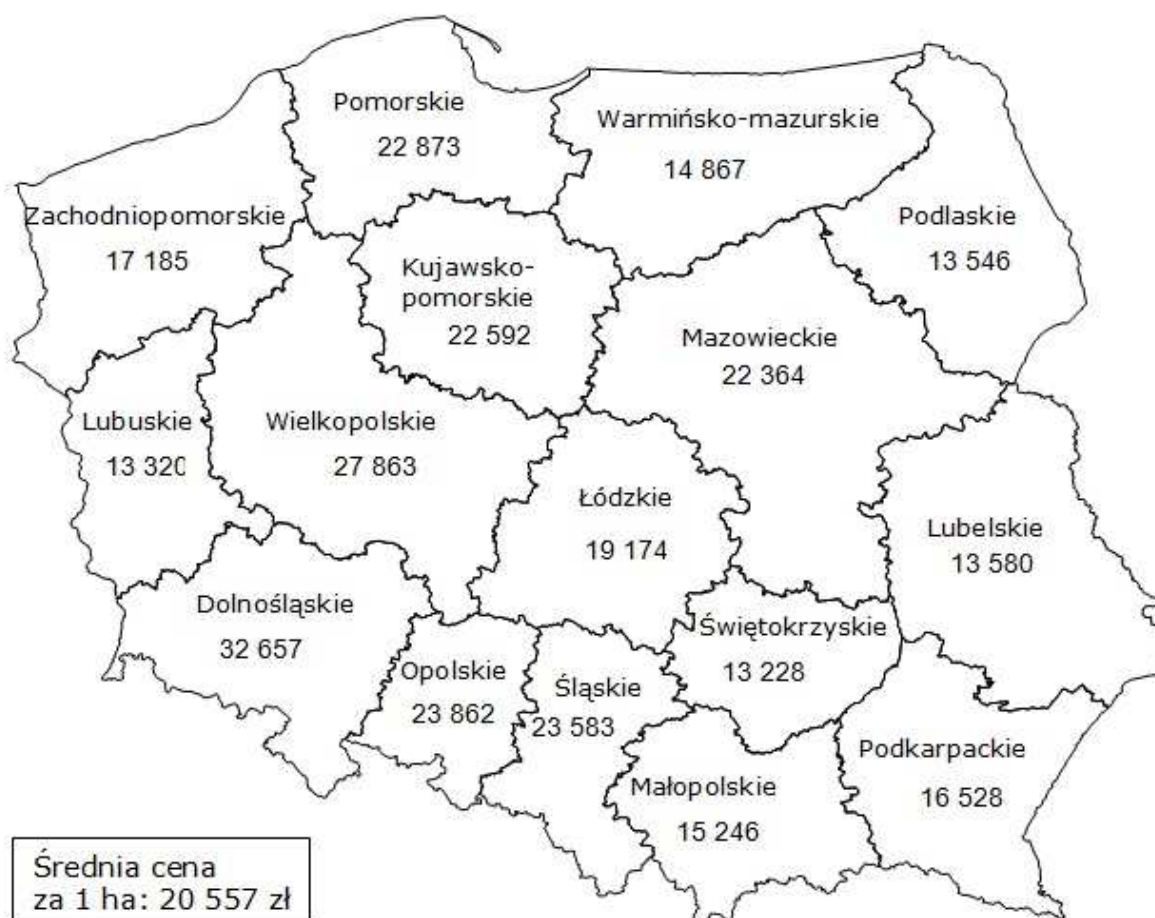 Pomorskie
22 873
Warmińsko-mazurskie
14 867
Zachodniopomorskie
17 185
Podlaskie
13 546
Kujawsko-
pomorskie
22 592
Mazowieckie
22 364
Lubuskie
13 320
Wielkopolskie
27 863
Łódzkie
19 174
Lubelskie
13 580
Dolnośląskie
32 657
Opolskie
23 862
Śląskie
23 583
Świętokrzyskie
13 228
Małopolskie
15 246
Podkarpackie
16 528
Średnia cena
za 1 ha: 20 557 zł